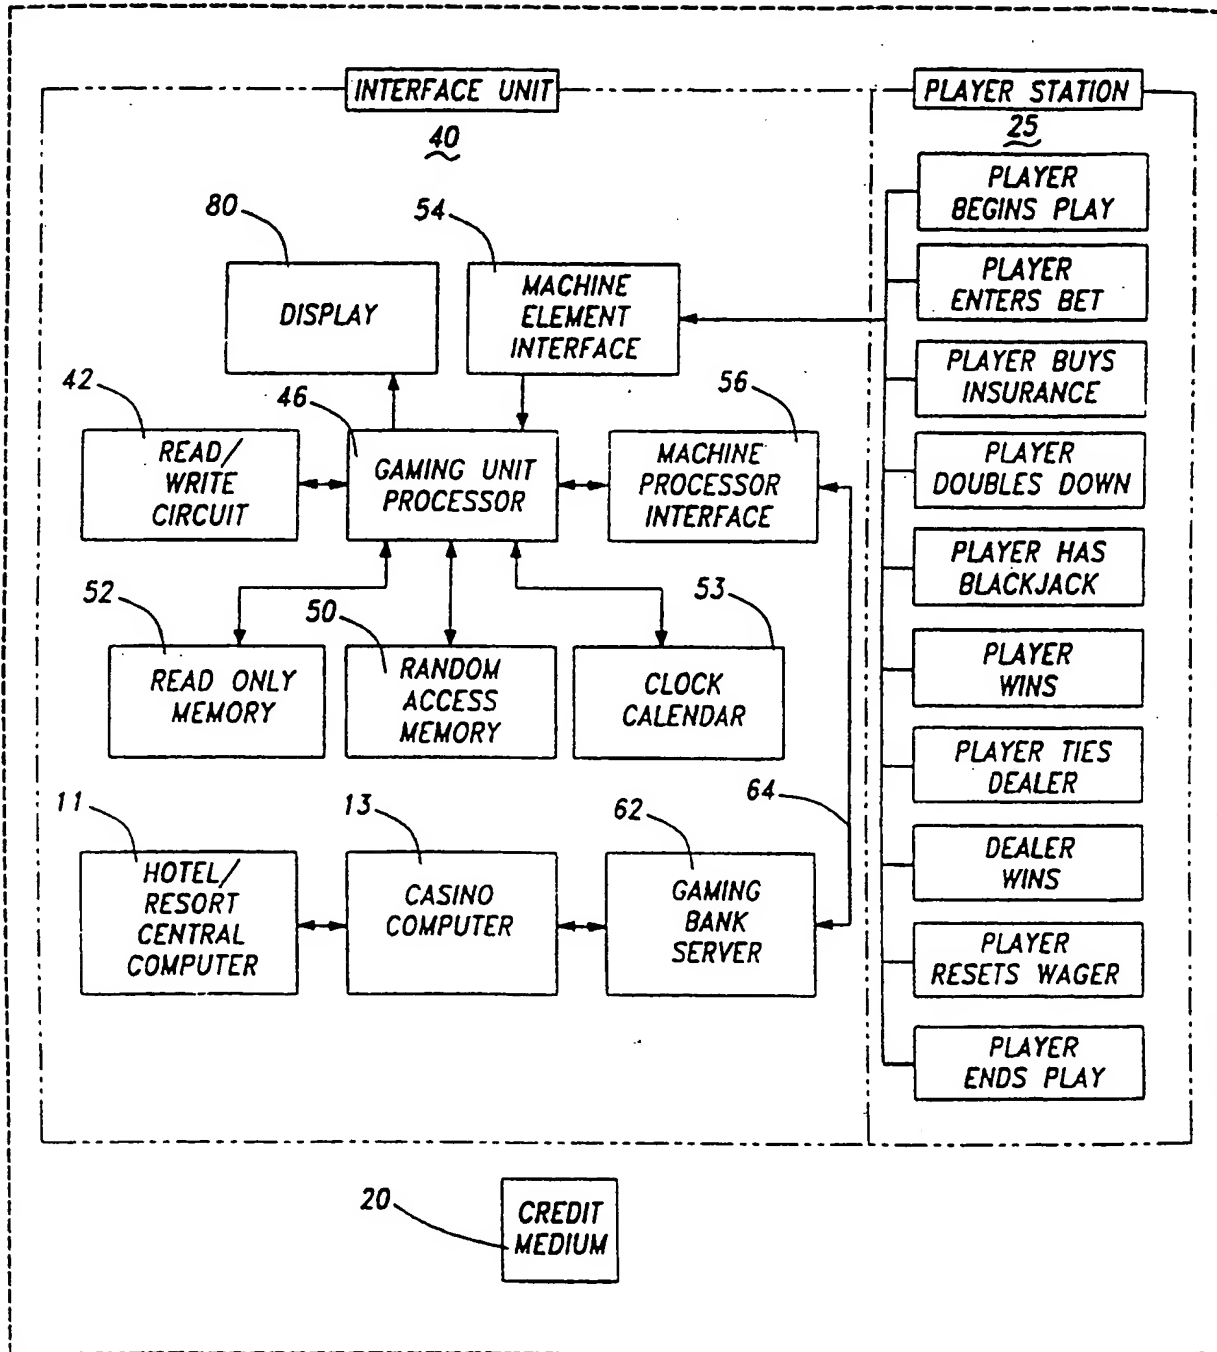 INTERFACE UNIT
40
PLAYER STATION
25
80
DISPLAY
54
MACHINE
ELEMENT
INTERFACE
42
READ/
WRITE
CIRCUIT
46
GAMING UNIT
PROCESSOR
56
MACHINE
PROCESSOR
INTERFACE
52
READ ONLY
MEMORY
50
RANDOM
ACCESS
MEMORY
53
CLOCK
CALENDAR
11
HOTEL/
RESORT
CENTRAL
COMPUTER
13
CASINO
COMPUTER
62
GAMING
BANK
SERVER
64
PLAYER
BEGINS PLAY
PLAYER
ENTERS BET
PLAYER BUYS
INSURANCE
PLAYER
DOUBLES DOWN
PLAYER HAS
BLACKJACK
PLAYER
WINS
PLAYER TIES
DEALER
DEALER
WINS
PLAYER
RESETS WAGER
PLAYER
ENDS PLAY
20
CREDIT
MEDIUM